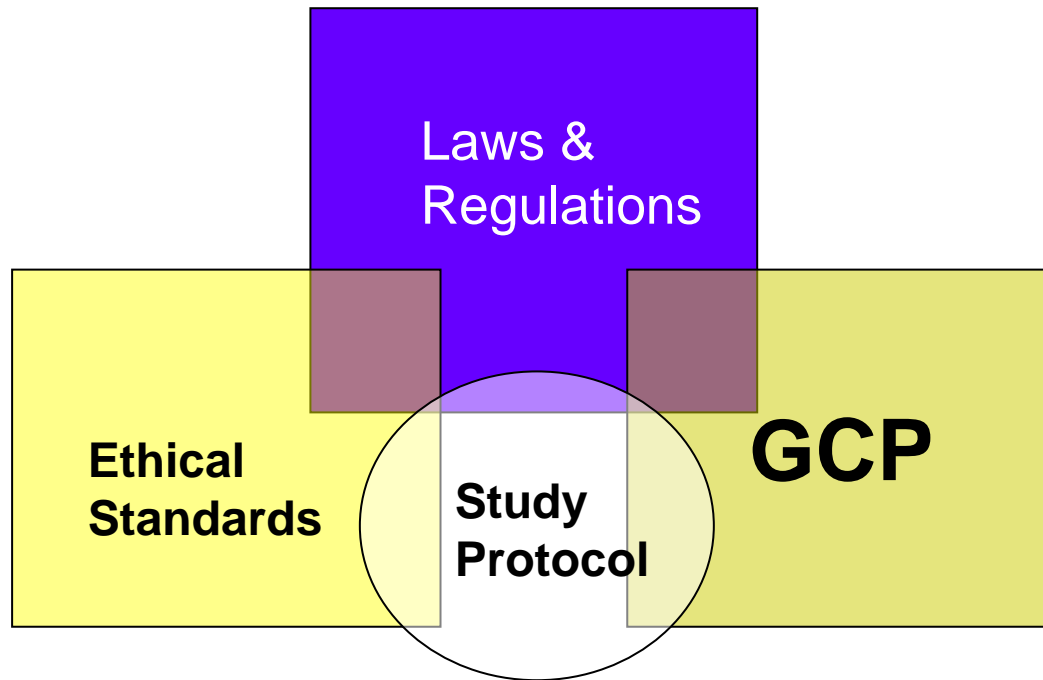 Laws &
Regulations
Ethical
Standards
Study
Protocol
GCP